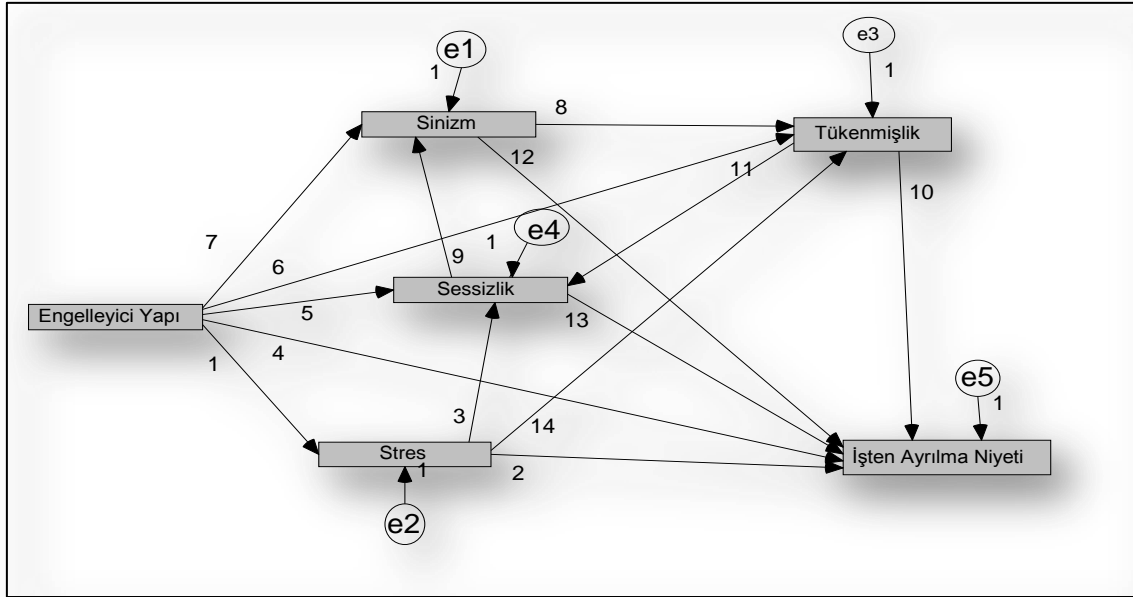 e1
e3
1
1
8
Sinizm
Tükenmişlik
12
11
10
7
6
9
1
e4
Sessizlik
5
13
Engelleyici Yapı
1
4
e5
1
3
14
Stres
1
2
İşten Ayrılma Niyeti
e2